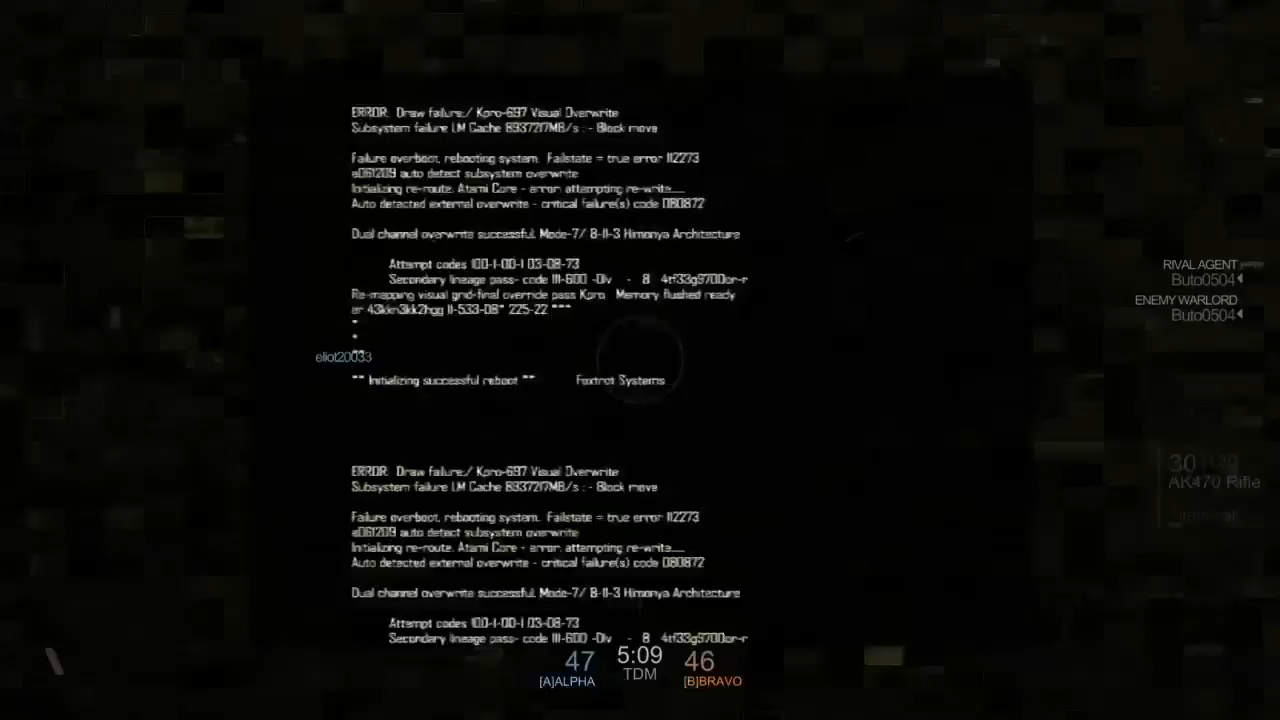 ERROR: Draw failure:/ Kpro-697 Visual Overwrite
Subsystem failure LM Cache 8937217MB/s : - Block move
Failure overboot, rebooting system. Failstate = true error 112273
a061209 auto detect subsystem overwrite
Initializing re-route. Atami Core - error: attempting re-write.....
Auto detected external overwrite - critical failure(s) code 080872
Dual channel overwrite successful. Mode-7/ 8-11-3 Himonya Architecture
Attempt codes 100-1-00-1 03-08-73
Secondary lineage pass- code 111-600 -Div - 8 4tf33g9700or-r
Re-mapping visual grid-final override pass Kpro Memory flushed ready
er 43kkn3kk2hgg 11-533-08* 225-22 ***
*
*
**
eliot20033
** Initializing successful reboot ** Foxtrot Systems
RIVAL AGENT
Buto0504
ENEMY WARLORD
Buto0504
30
AK470 Rifle
ERROR: Draw failure:/ Kpro-697 Visual Overwrite
Subsystem failure LM Cache 8937217MB/s : - Block move
Failure overboot, rebooting system. Failstate = true error 112273
a061209 auto detect subsystem overwrite
Initializing re-route. Atami Core - error: attempting re-write.....
Auto detected external overwrite - critical failure(s) code 080872
Dual channel overwrite successful. Mode-7/ 8-11-3 Himonya Architecture
Attempt codes 100-1-00-1 03-08-73
Secondary lineage pass- code 111-600 -Div - 8 4tf33g9700or-r
47 5:09 46
[A]ALPHA TDM [B]BRAVO